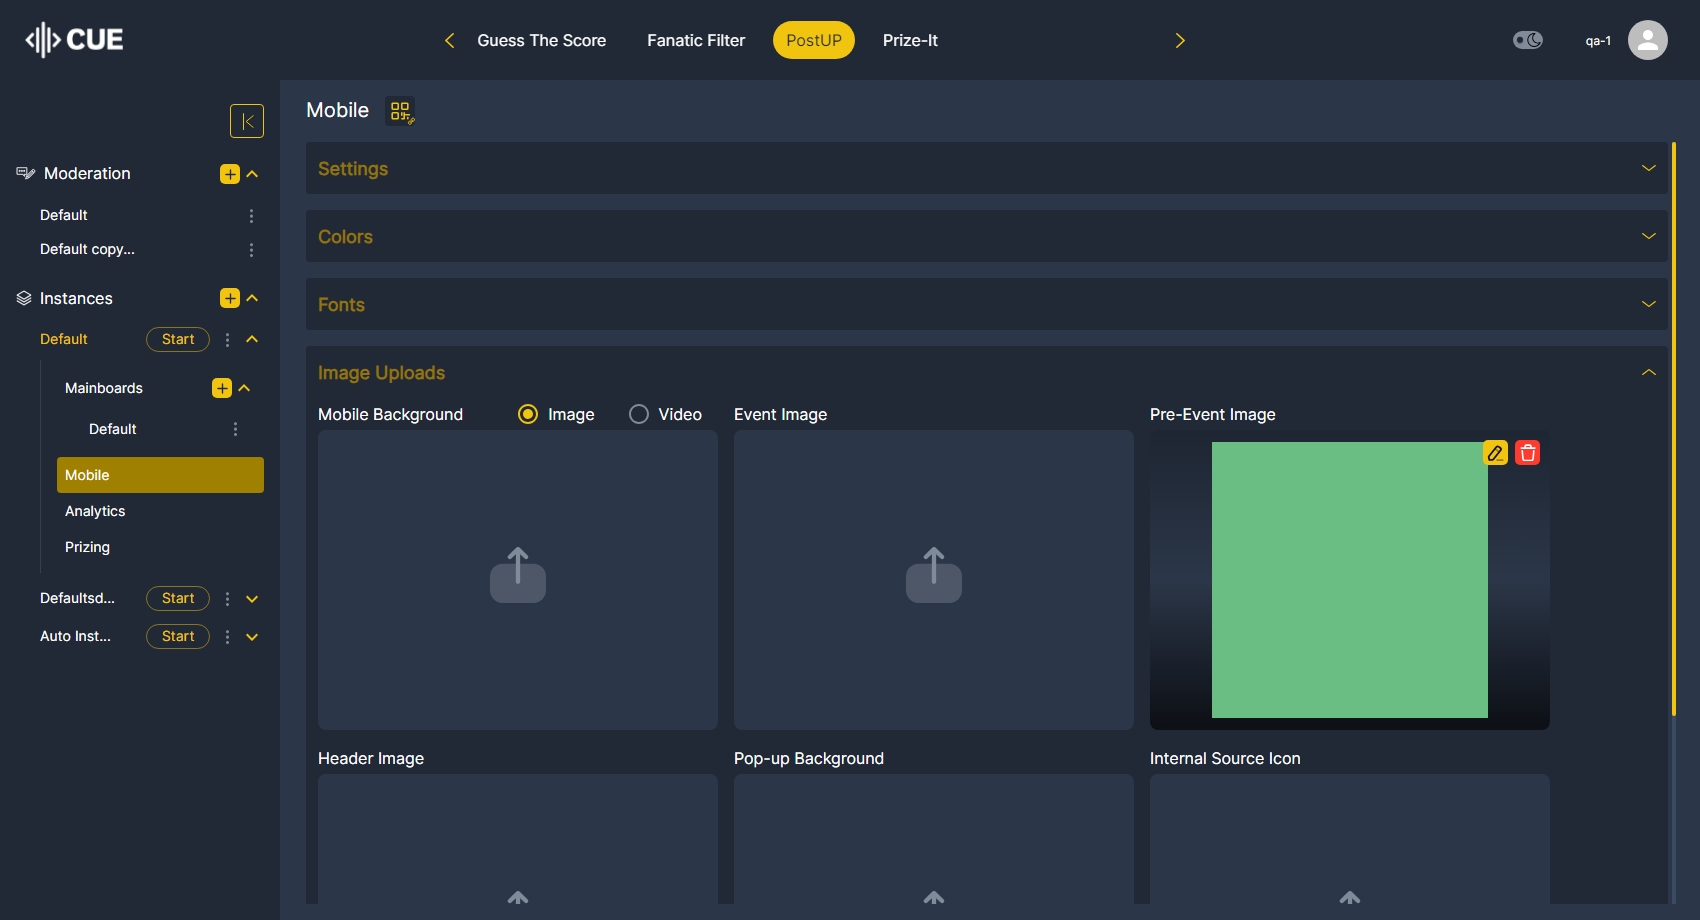 CUE
Guess The Score
Fanatic Filter
PostUP
Prize-It
qa-1
Moderation
Default
Default copy...
Instances
Default
Start
Mainboards
Default
Mobile
Analytics
Prizing
Defaultsd...
Start
Auto Inst...
Start
Mobile
Settings
Colors
Fonts
Image Uploads
Mobile Background
Image
Video
Event Image
Pre-Event Image
Header Image
Pop-up Background
Internal Source Icon